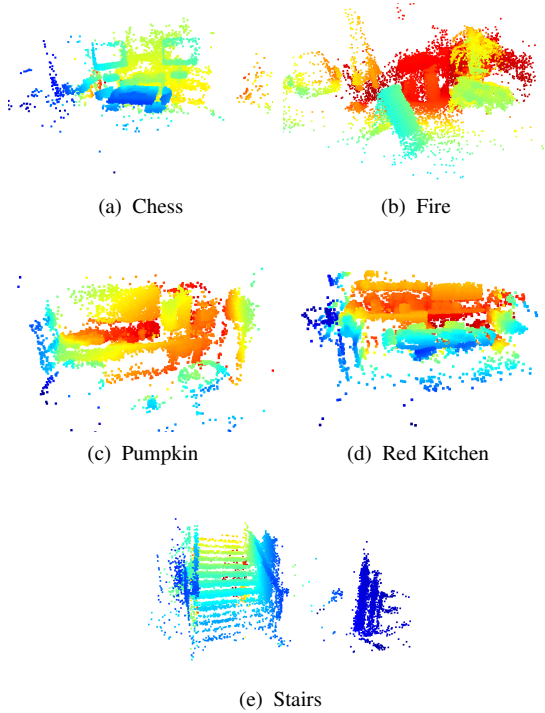 (a) Chess
(b) Fire
(c) Pumpkin
(d) Red Kitchen
(e) Stairs